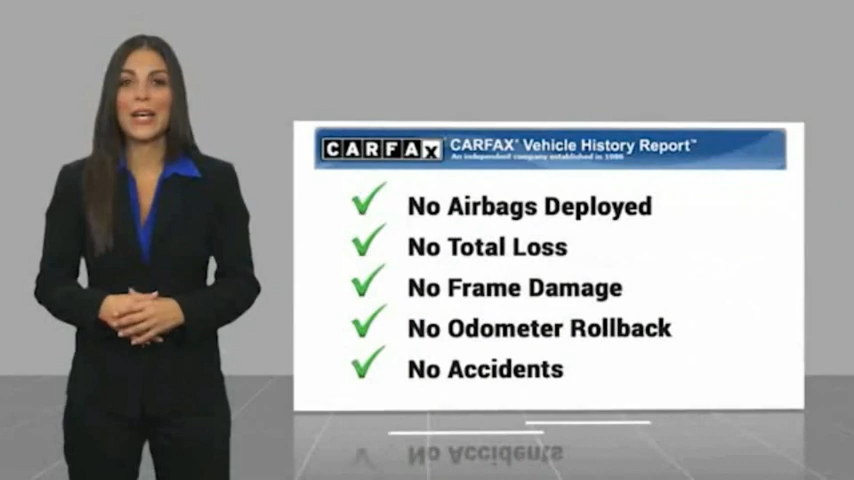 CARFAX
CARFAX® Vehicle History Report™
An independent company established in 1986
No Airbags Deployed
No Total Loss
No Frame Damage
No Odometer Rollback
No Accidents
No Accidents